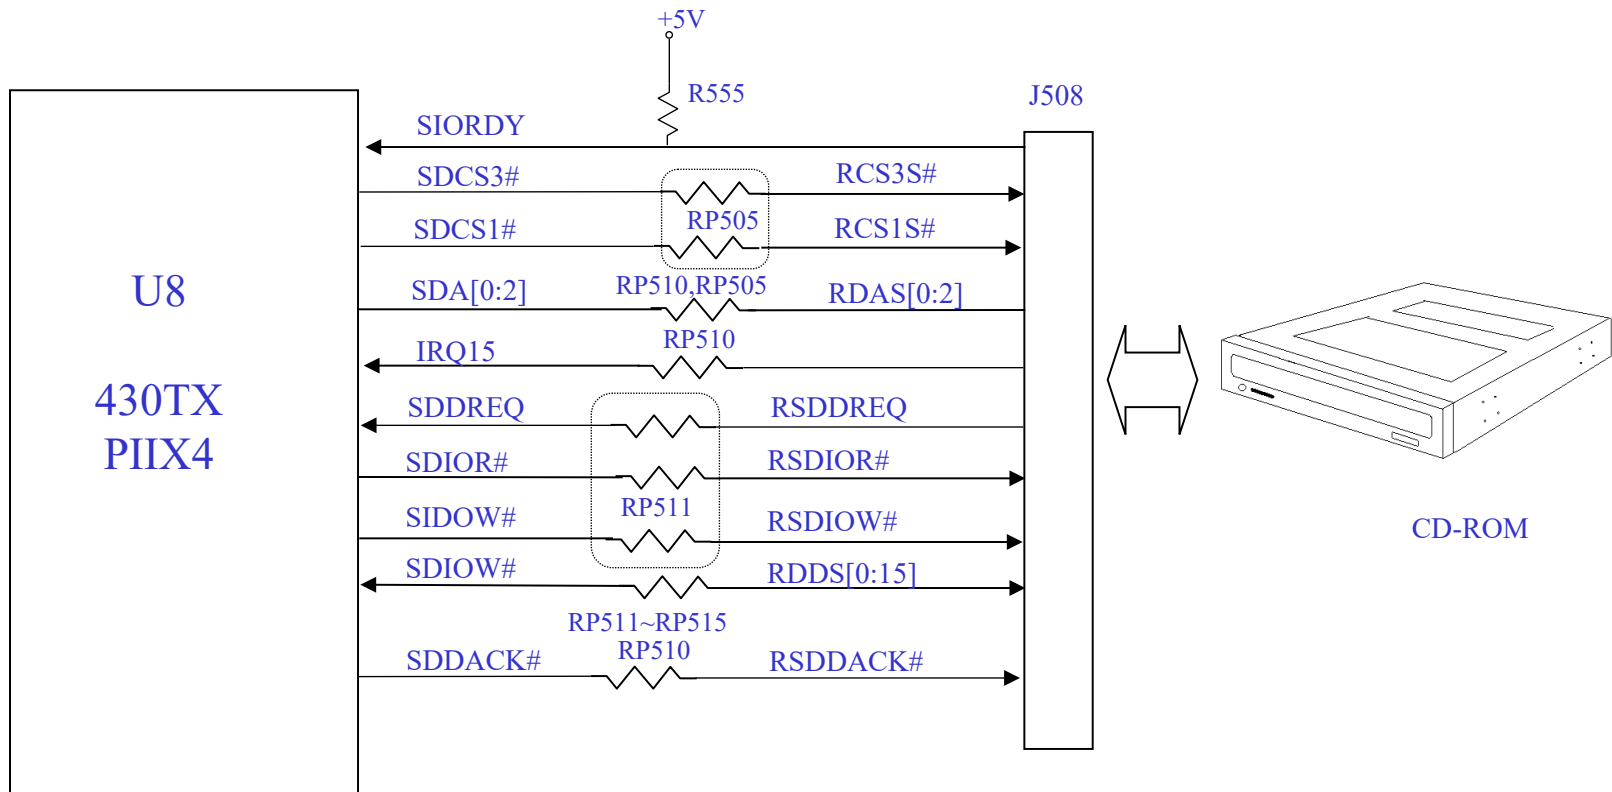 +5V
R555
J508
SIORDY
SDCS3#
RCS3S#
RP505
SDCS1#
RCS1S#
U8
SDA[0:2]
RP510,RP505
RDAS[0:2]
IRQ15
RP510
430TX
PIIX4
SDDREQ
RSDDREQ
SDIOR#
RSDIOR#
RP511
SIDOW#
RSDIOW#
CD-ROM
SDIOW#
RDDS[0:15]
RP511~RP515
SDDACK#
RP510
RSDDACK#